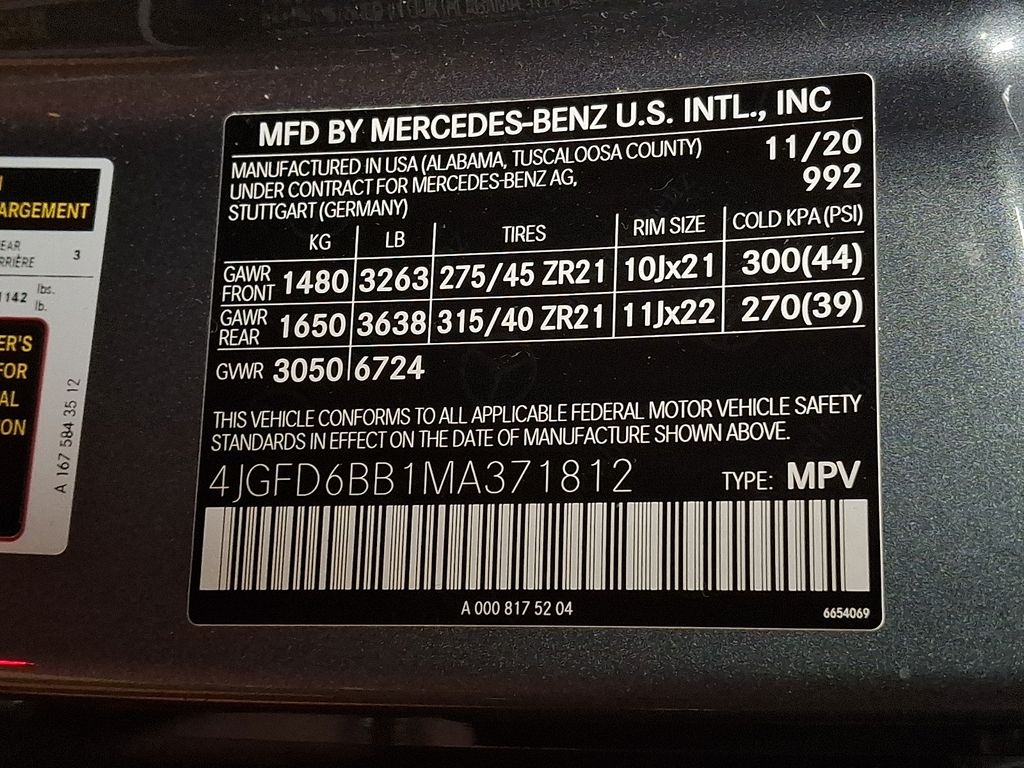 ARGEMENT
EAR
RRIÈRE 3
1142 lbs.
lb.
ER'S
FOR
AL
ON
A 167 584 35 12
MFD BY MERCEDES-BENZ U.S. INTL., INC
MANUFACTURED IN USA (ALABAMA, TUSCALOOSA COUNTY) 11/20
UNDER CONTRACT FOR MERCEDES-BENZ AG, 992
STUTTGART (GERMANY)
KG LB TIRES RIM SIZE COLD KPA (PSI)
GAWR FRONT 1480 3263 275/45 ZR21 10Jx21 300(44)
GAWR REAR 1650 3638 315/40 ZR21 11Jx22 270(39)
GVWR 3050 6724
THIS VEHICLE CONFORMS TO ALL APPLICABLE FEDERAL MOTOR VEHICLE SAFETY
STANDARDS IN EFFECT ON THE DATE OF MANUFACTURE SHOWN ABOVE.
4JGFD6BB1MA371812 TYPE: MPV
A 000 817 52 04 6654069